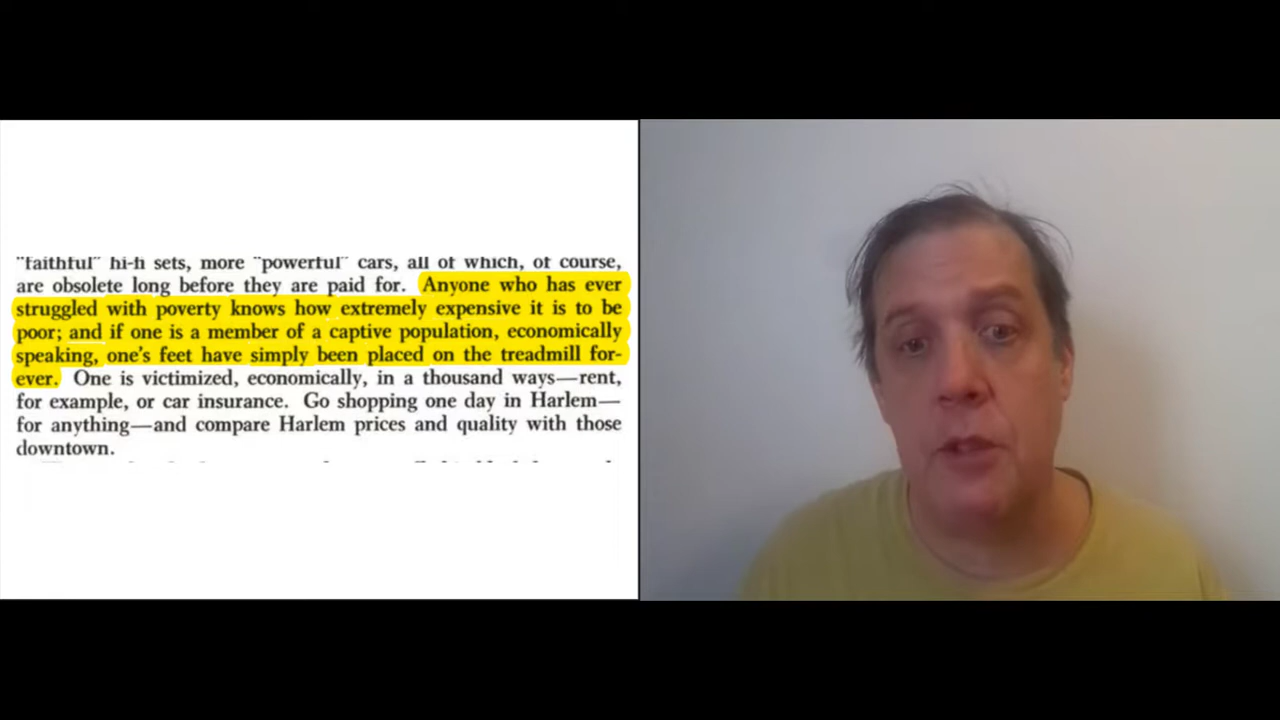 "faithful" hi-fi sets, more "powerful" cars, all of which, of course,
are obsolete long before they are paid for. Anyone who has ever
struggled with poverty knows how extremely expensive it is to be
poor; and if one is a member of a captive population, economically
speaking, one's feet have simply been placed on the treadmill for-
ever. One is victimized, economically, in a thousand ways—rent,
for example, or car insurance. Go shopping one day in Harlem—
for anything—and compare Harlem prices and quality with those
downtown.